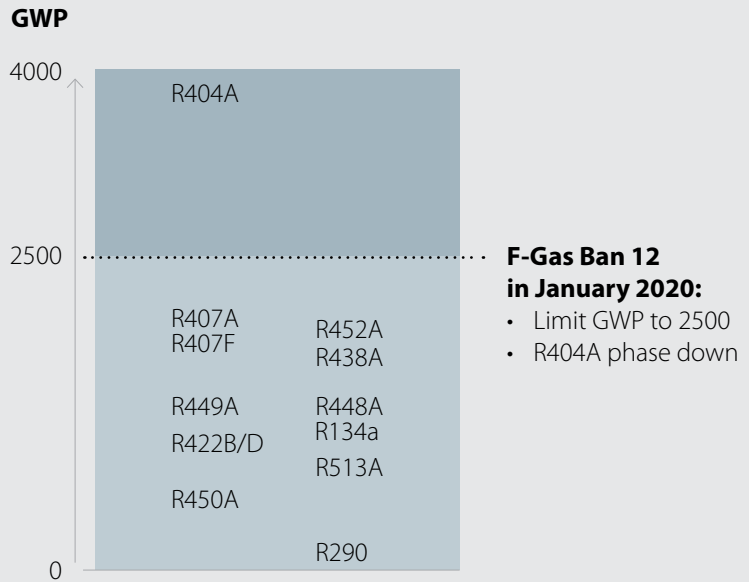 GWP
4000
R404A
2500
F-Gas Ban 12
in January 2020:
• Limit GWP to 2500
• R404A phase down
R407A
R407F
R452A
R438A
R449A
R422B/D
R448A
R134a
R513A
R450A
R290
0